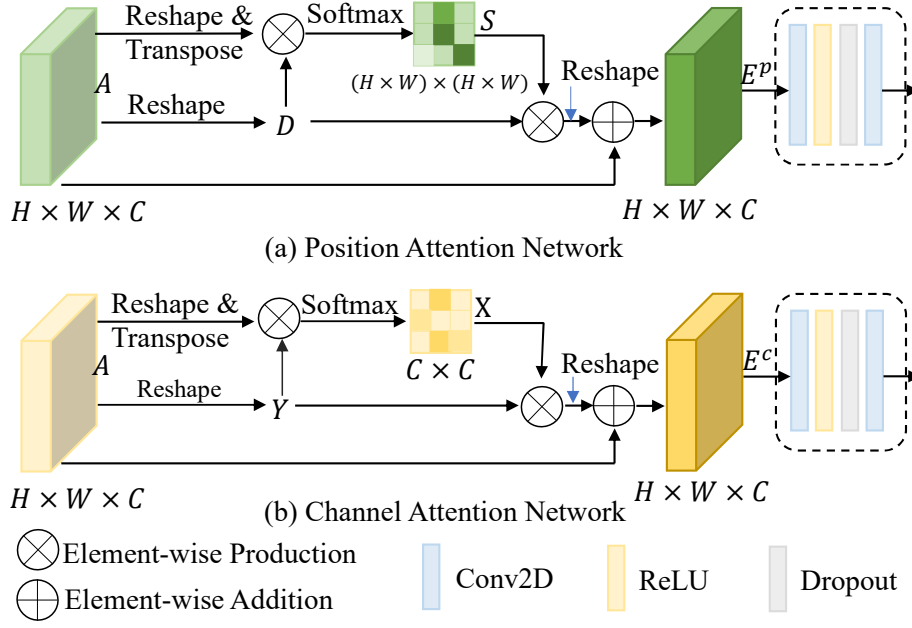 Reshape & Softmax
Transpose
S
A
(H × W) × (H × W)
Reshape
Reshape
D
E^p
H × W × C
H × W × C
(a) Position Attention Network
Reshape & Softmax
Transpose
X
A
C × C
Reshape
Reshape
Y
E^c
H × W × C
H × W × C
(b) Channel Attention Network
Element-wise Production
Element-wise Addition
Conv2D
ReLU
Dropout